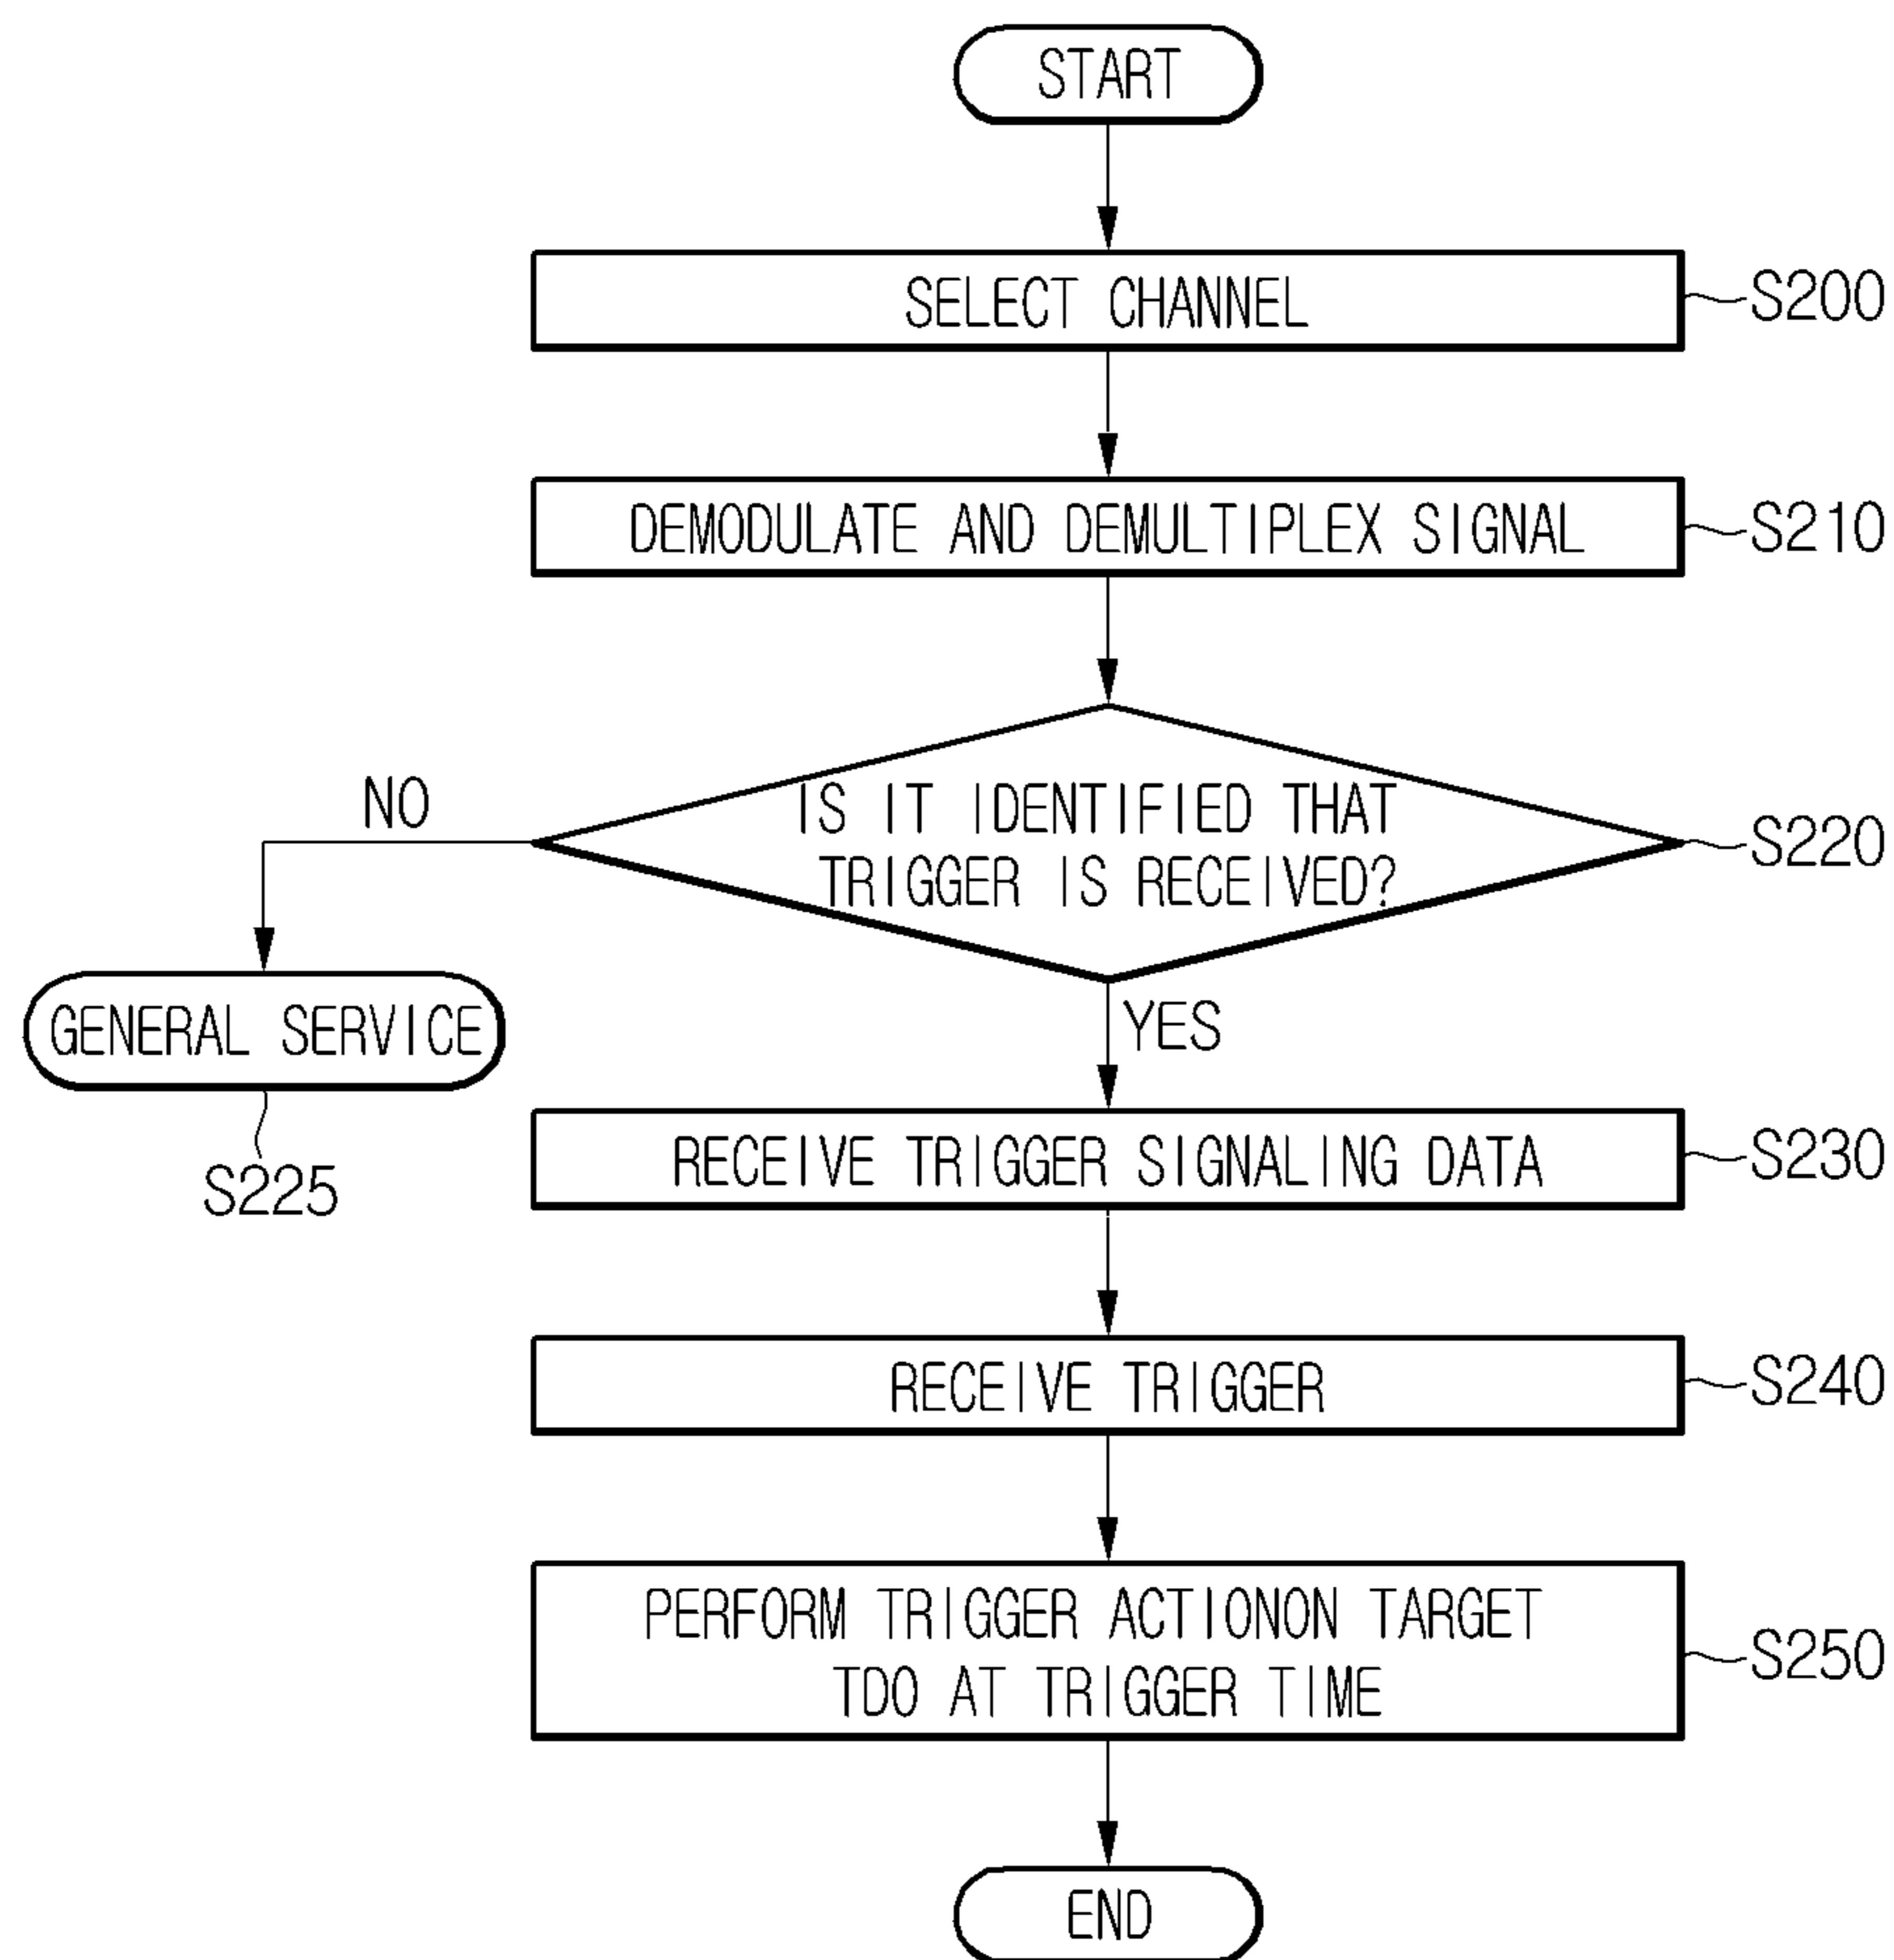 START
SELECT CHANNEL
S200
DEMODULATE AND DEMULTIPLEX SIGNAL
S210
IS IT IDENTIFIED THAT
TRIGGER IS RECEIVED?
S220
NO
GENERAL SERVICE
S225
YES
RECEIVE TRIGGER SIGNALING DATA
S230
RECEIVE TRIGGER
S240
PERFORM TRIGGER ACTIONON TARGET
TDO AT TRIGGER TIME
S250
END